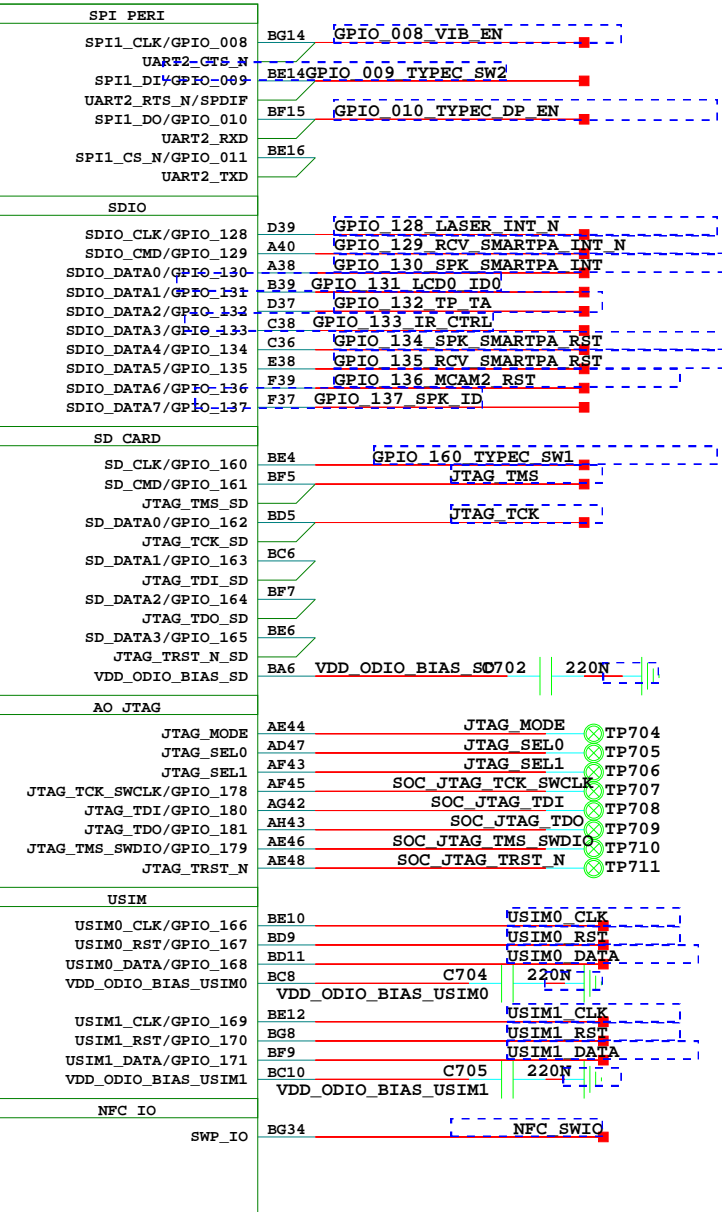 SPI PERI
SPI1_CLK/GPIO_008 BG14 GPIO_008_VIB_EN
UART2_CTS_N
SPI1_DI/GPIO_009 BE14 GPIO_009_TYPEC_SW2
UART2_RTS_N/SPDIF
SPI1_DO/GPIO_010 BF15 GPIO_010_TYPEC_DP_EN
UART2_RXD
SPI1_CS_N/GPIO_011 BE16
UART2_TXD
SDIO
SDIO_CLK/GPIO_128 D39 GPIO_128_LASER_INT_N
SDIO_CMD/GPIO_129 A40 GPIO_129_RCV_SMARTPA_INT_N
SDIO_DATA0/GPIO_130 A38 GPIO_130_SPK_SMARTPA_INT
SDIO_DATA1/GPIO_131 B39 GPIO_131_LCD0_ID0
SDIO_DATA2/GPIO_132 D37 GPIO_132_TP_TA
SDIO_DATA3/GPIO_133 C38 GPIO_133_IR_CTRL
SDIO_DATA4/GPIO_134 C36 GPIO_134_SPK_SMARTPA_RST
SDIO_DATA5/GPIO_135 E38 GPIO_135_RCV_SMARTPA_RST
SDIO_DATA6/GPIO_136 F39 GPIO_136_MCAM2_RST
SDIO_DATA7/GPIO_137 F37 GPIO_137_SPK_ID
SD CARD
SD_CLK/GPIO_160 BE4 GPIO_160_TYPEC_SW1
SD_CMD/GPIO_161 BF5 JTAG_TMS
JTAG_TMS_SD
SD_DATA0/GPIO_162 BD5 JTAG_TCK
JTAG_TCK_SD
SD_DATA1/GPIO_163 BC6
JTAG_TDI_SD
SD_DATA2/GPIO_164 BF7
JTAG_TDO_SD
SD_DATA3/GPIO_165 BE6
JTAG_TRST_N_SD
VDD_ODIO_BIAS_SD BA6 VDD_ODIO_BIAS_SD C702 220N
AO JTAG
JTAG_MODE AE44 JTAG_MODE TP704
JTAG_SEL0 AD47 JTAG_SEL0 TP705
JTAG_SEL1 AF43 JTAG_SEL1 TP706
JTAG_TCK_SWCLK/GPIO_178 AF45 SOC_JTAG_TCK_SWCLK TP707
JTAG_TDI/GPIO_180 AG42 SOC_JTAG_TDI TP708
JTAG_TDO/GPIO_181 AH43 SOC_JTAG_TDO TP709
JTAG_TMS_SWDIO/GPIO_179 AE46 SOC_JTAG_TMS_SWDIO TP710
JTAG_TRST_N AE48 SOC_JTAG_TRST_N TP711
USIM
USIM0_CLK/GPIO_166 BE10 USIM0_CLK
USIM0_RST/GPIO_167 BD9 USIM0_RST
USIM0_DATA/GPIO_168 BD11 USIM0_DATA
VDD_ODIO_BIAS_USIM0 BC8 C704 220N
VDD_ODIO_BIAS_USIM0
USIM1_CLK/GPIO_169 BE12 USIM1_CLK
USIM1_RST/GPIO_170 BG8 USIM1_RST
USIM1_DATA/GPIO_171 BF9 USIM1_DATA
VDD_ODIO_BIAS_USIM1 BC10 C705 220N
VDD_ODIO_BIAS_USIM1
NFC IO
SWP_IO BG34 NFC_SWIO